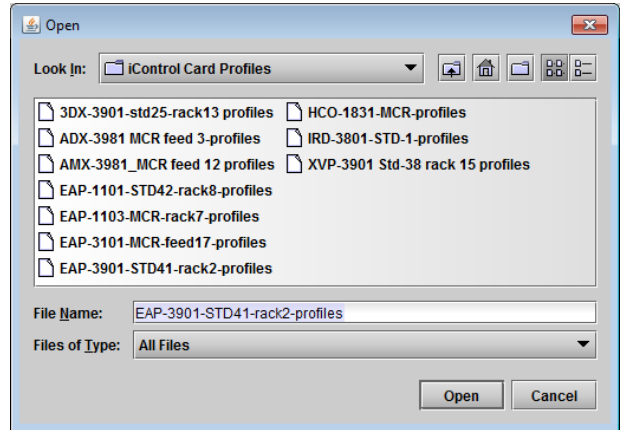 Open
Look In: iControl Card Profiles
3DX-3901-std25-rack13 profiles
ADX-3981 MCR feed 3-profiles
AMX-3981_MCR feed 12 profiles
EAP-1101-STD42-rack8-profiles
EAP-1103-MCR-rack7-profiles
EAP-3101-MCR-feed17-profiles
EAP-3901-STD41-rack2-profiles
HCO-1831-MCR-profiles
IRD-3801-STD-1-profiles
XVP-3901 Std-38 rack 15 profiles
File Name: EAP-3901-STD41-rack2-profiles
Files of Type: All Files
Open Cancel